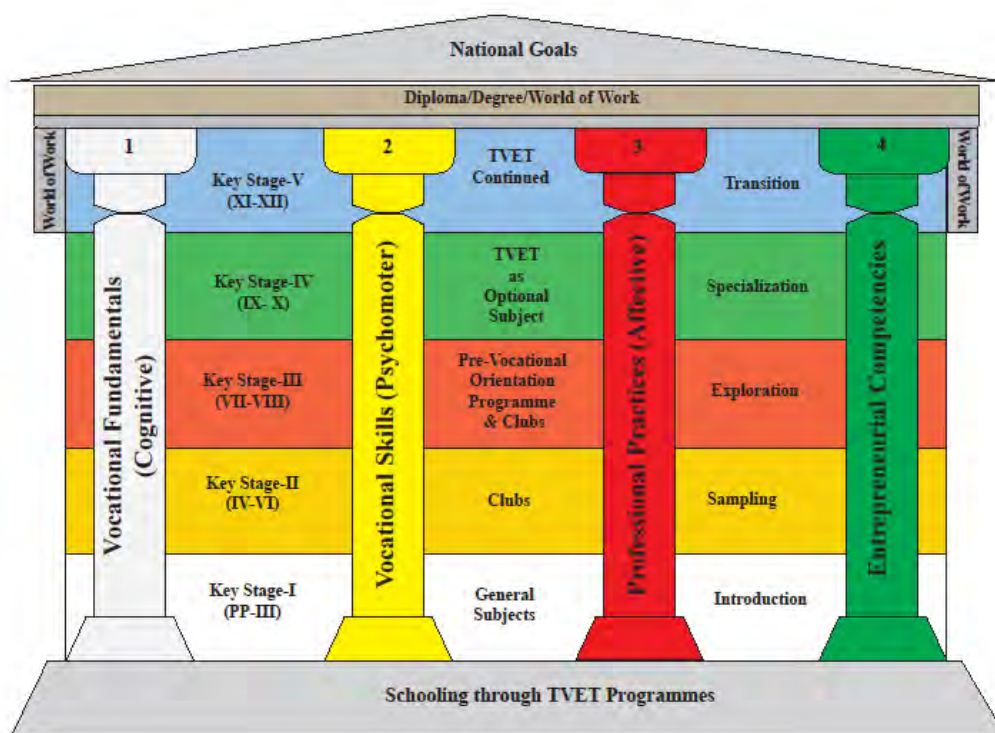 National Goals
Diploma/Degree/World of Work
World of Work
1
2
3
4
World of Work
Key Stage-V
(XI-XII)
TVET
Continued
Transition
Key Stage-IV
(IX- X)
TVET
as
Optional
Subject
Specialization
Key Stage-III
(VII-VIII)
Pre-Vocational
Orientation
Programme
& Clubs
Exploration
Key Stage-II
(IV-VI)
Clubs
Sampling
Key Stage-I
(PP-III)
General
Subjects
Introduction
Vocational Fundamentals
(Cognitive)
Vocational Skills (Psychomoter)
Professional Practices (Affective)
Entrepreneurial Competiencies
Schooling through TVET Programmes